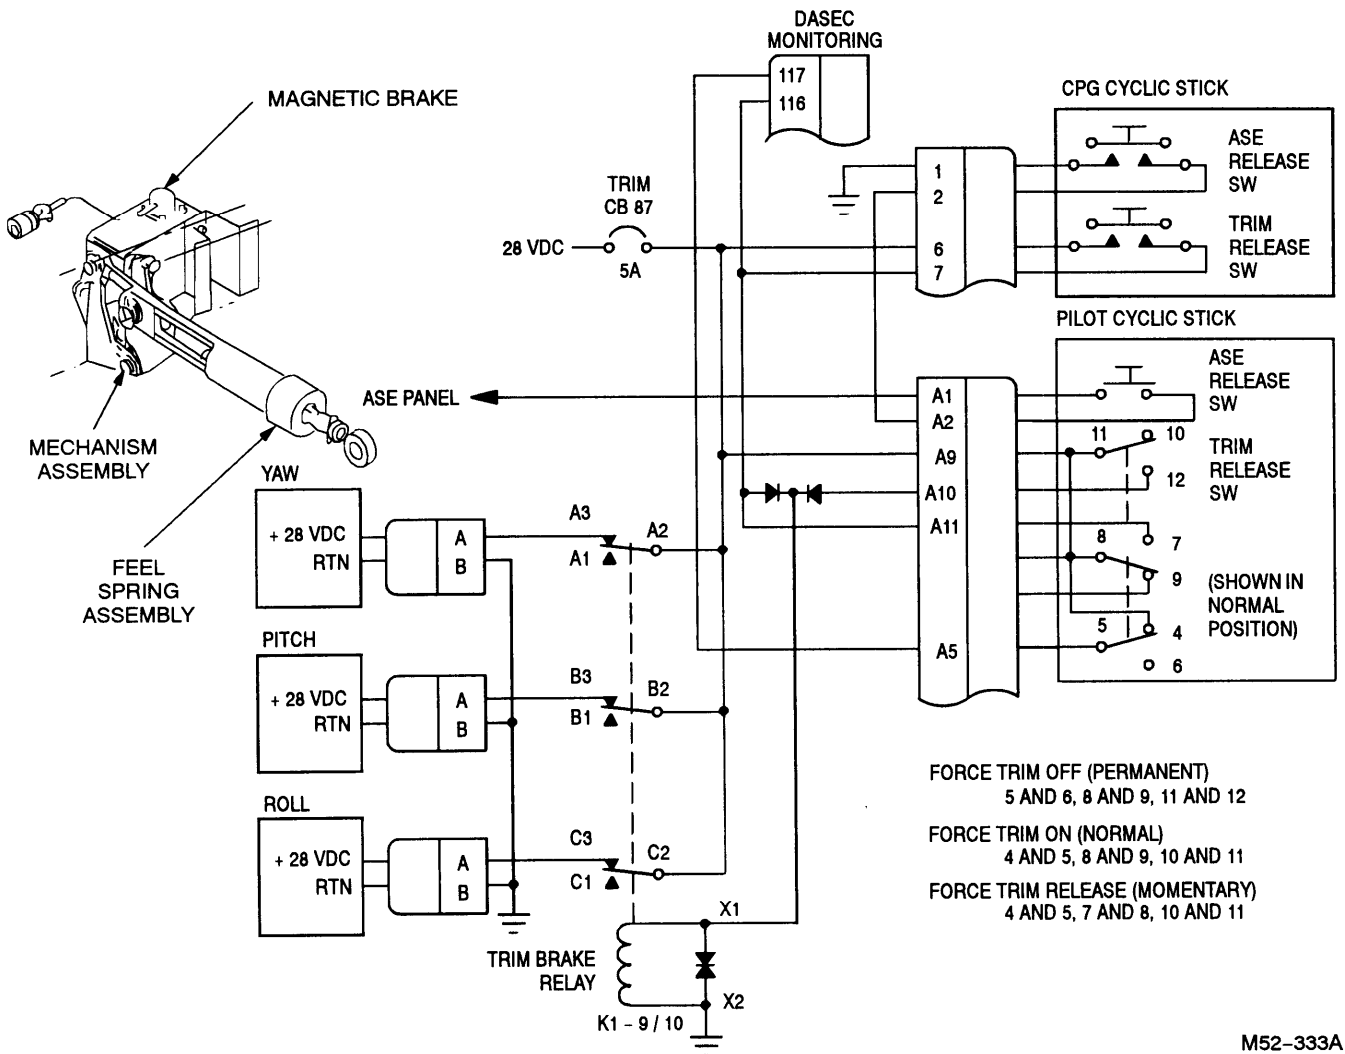 DASEC
MONITORING
117
116
MAGNETIC BRAKE
CPG CYCLIC STICK
ASE
RELEASE
SW
TRIM
RELEASE
SW
1
2
6
7
TRIM
CB 87
28 VDC
5A
PILOT CYCLIC STICK
ASE
RELEASE
SW
TRIM
RELEASE
SW
11
10
12
8
7
9
5
4
6
(SHOWN IN
NORMAL
POSITION)
ASE PANEL
A1
A2
A9
A10
A11
A5
MECHANISM
ASSEMBLY
FEEL
SPRING
ASSEMBLY
YAW
+ 28 VDC
RTN
A
B
A3
A1
A2
PITCH
+ 28 VDC
RTN
A
B
B3
B1
B2
ROLL
+ 28 VDC
RTN
A
B
C3
C1
C2
X1
TRIM BRAKE
RELAY
X2
K1 - 9 / 10
FORCE TRIM OFF (PERMANENT)
5 AND 6, 8 AND 9, 11 AND 12
FORCE TRIM ON (NORMAL)
4 AND 5, 8 AND 9, 10 AND 11
FORCE TRIM RELEASE (MOMENTARY)
4 AND 5, 7 AND 8, 10 AND 11
M52-333A